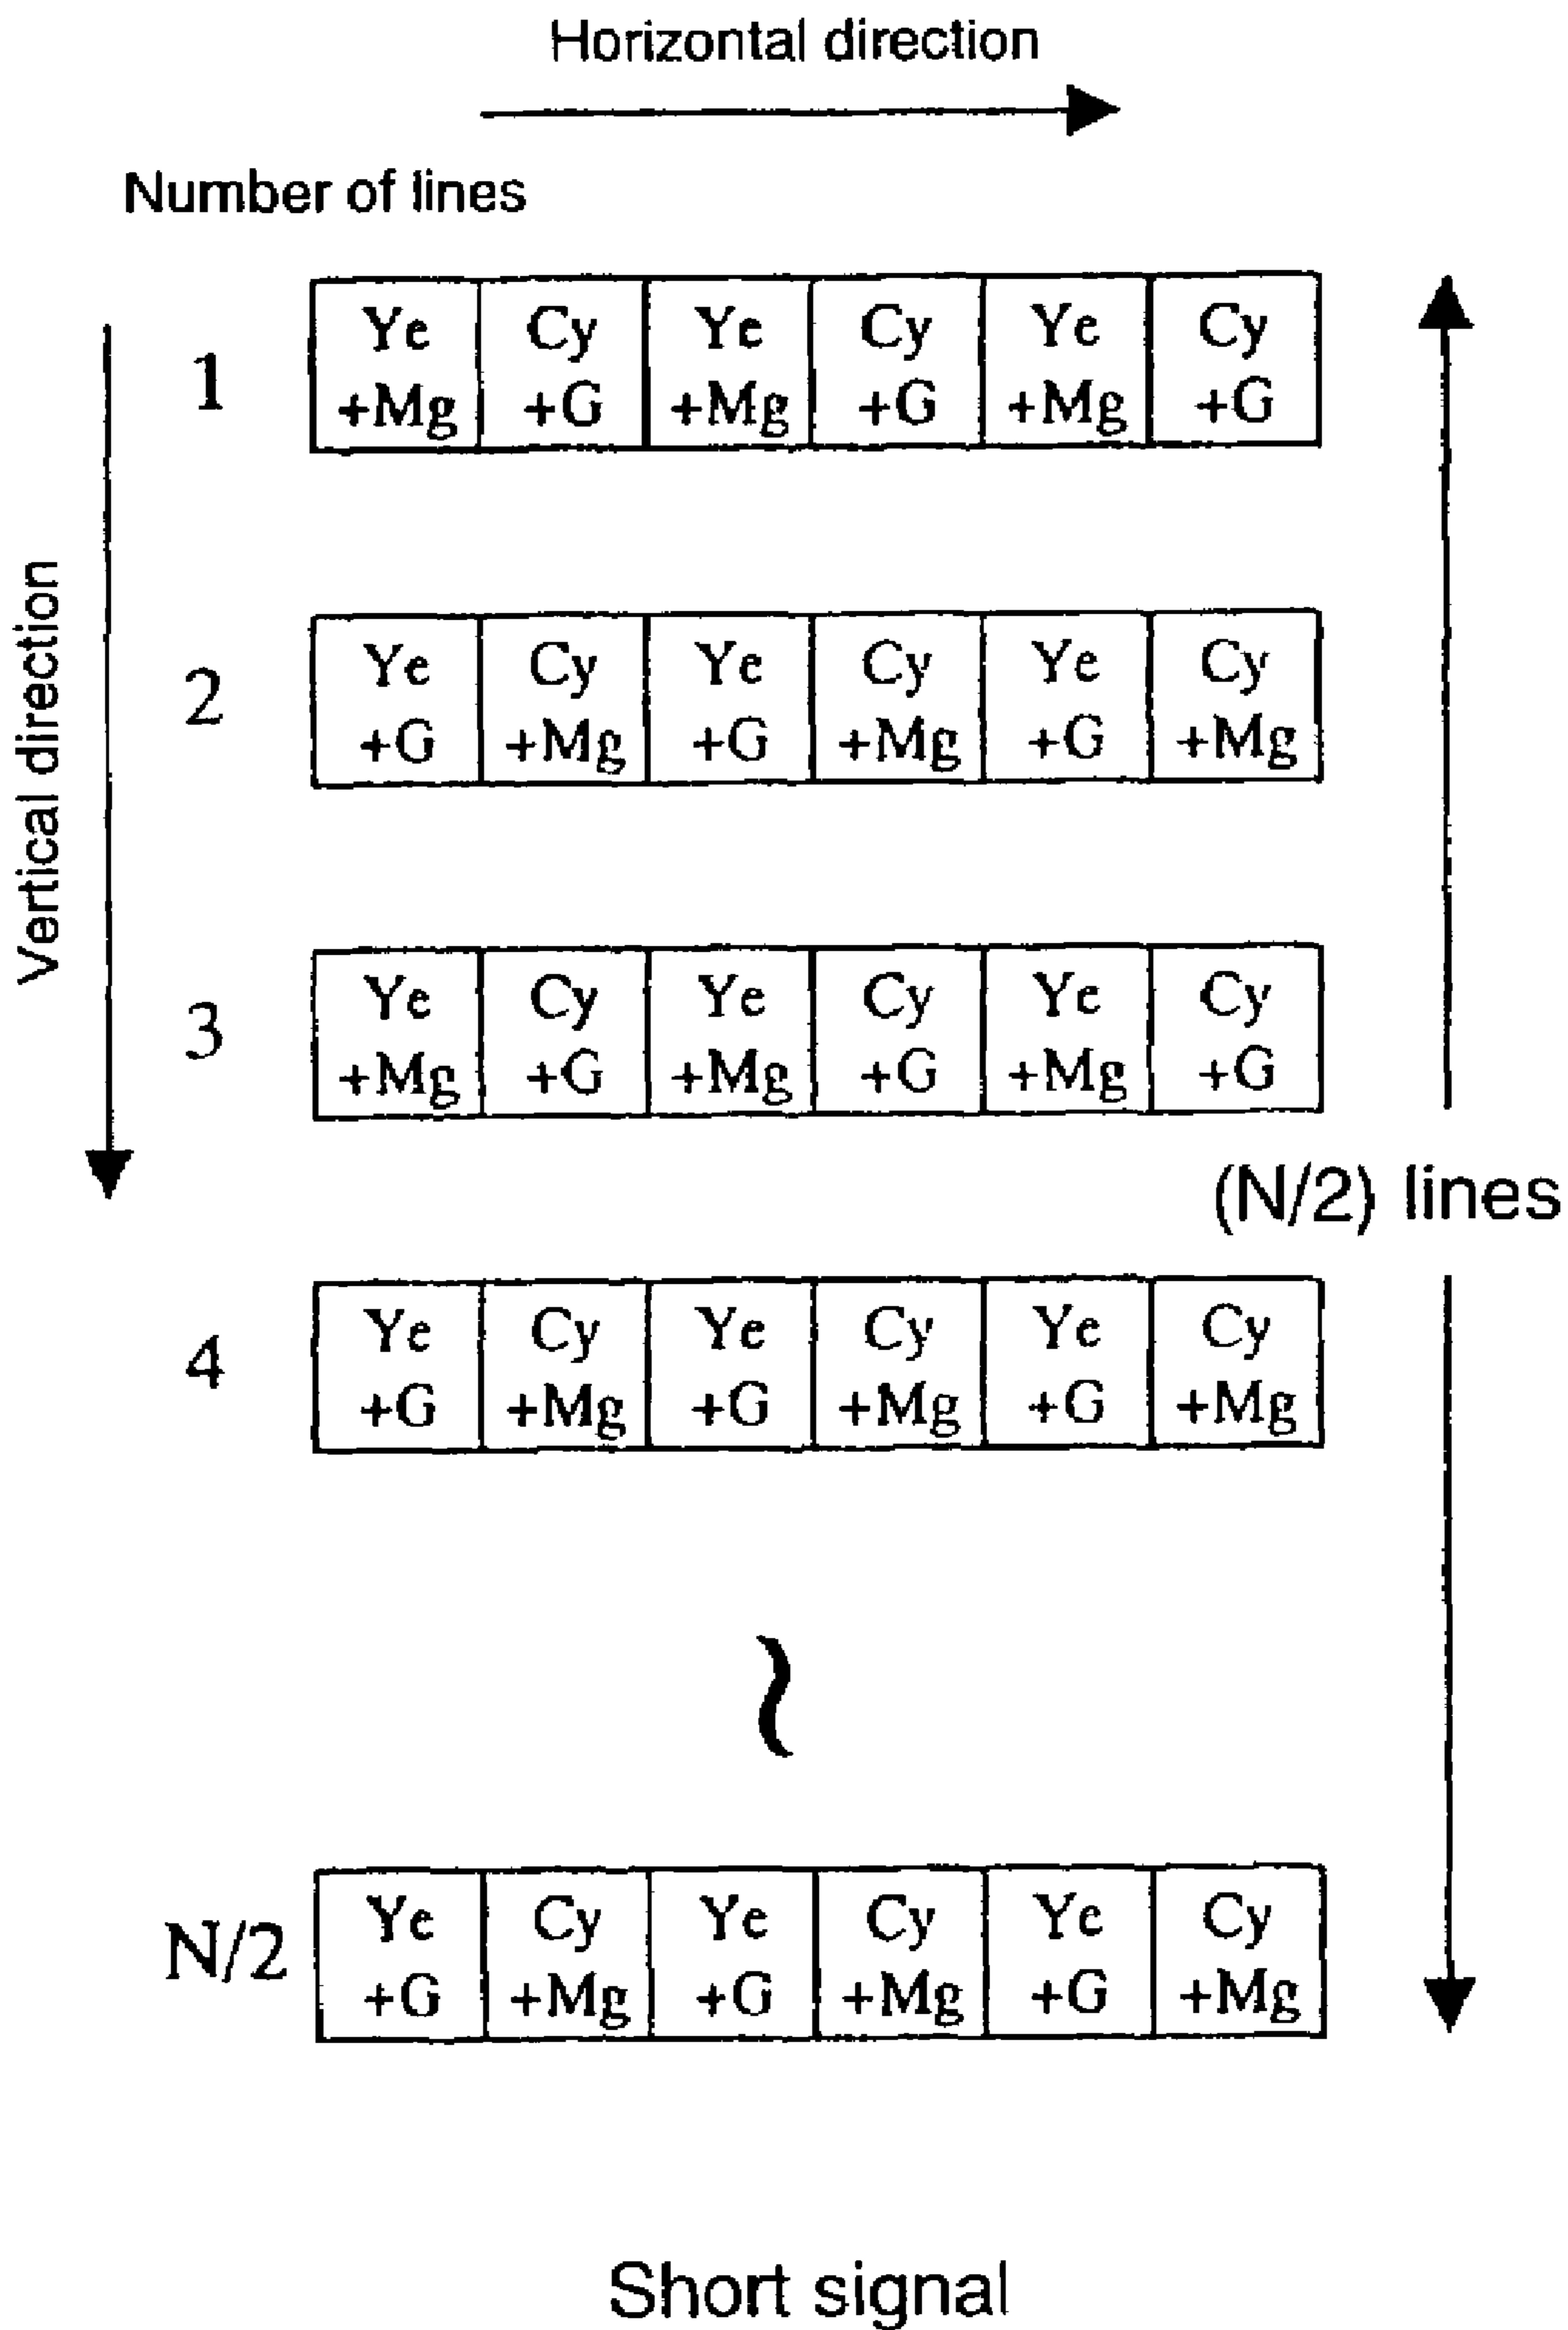 Horizontal direction
Number of lines
Vertical direction
1
Ye Cy Ye Cy Ye Cy
+Mg +G +Mg +G +Mg +G
2
Ye Cy Ye Cy Ye Cy
+G +Mg +G +Mg +G +Mg
3
Ye Cy Ye Cy Ye Cy
+Mg +G +Mg +G +Mg +G
(N/2) lines
4
Ye Cy Ye Cy Ye Cy
+G +Mg +G +Mg +G +Mg
N/2
Ye Cy Ye Cy Ye Cy
+G +Mg +G +Mg +G +Mg
Short signal